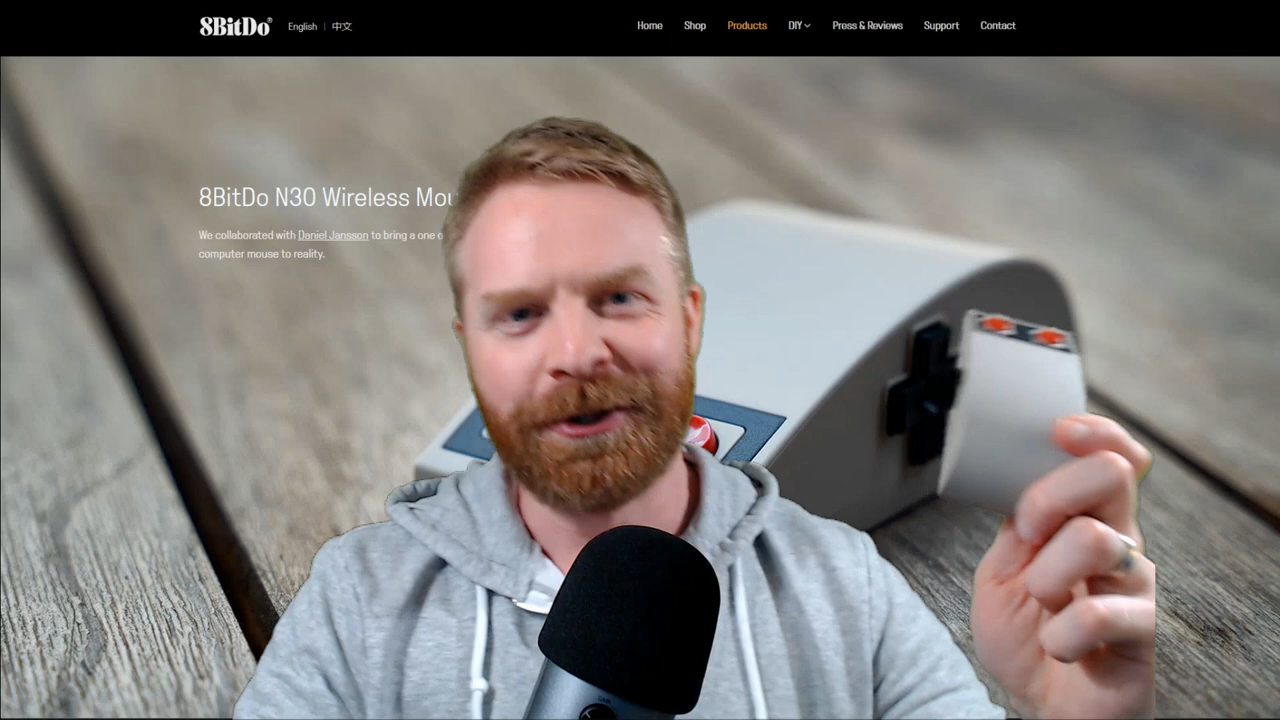 8BitDo®
English | 中文
Home Shop Products DIY Press & Reviews Support Contact
8BitDo N30 Wireless Mou
We collaborated with Daniel Jansson to bring a one o
computer mouse to reality.